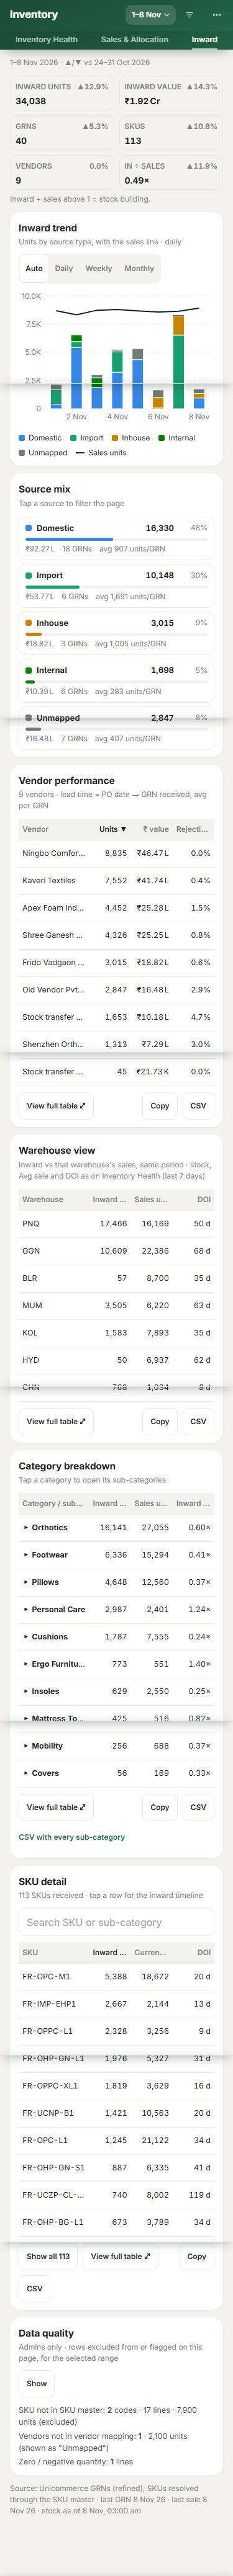 Inventory
1–8 Nov
Inventory Health Sales & Allocation Inward
1–8 Nov 2026 · ▲/▼ vs 24–31 Oct 2026
INWARD UNITS ▲12.9%
34,038
INWARD VALUE ▲14.3%
₹1.92 Cr
GRNS ▲5.3%
40
SKUS ▲10.8%
113
VENDORS 0.0%
9
IN ÷ SALES ▲11.9%
0.49×
Inward ÷ sales above 1 = stock building.
Inward trend
Units by source type, with the sales line · daily
Auto Daily Weekly Monthly
10.0K
7.5K
5.0K
2.5K
0
2 Nov 4 Nov 6 Nov 8 Nov
Domestic Import Inhouse Internal
Unmapped Sales units
Source mix
Tap a source to filter the page
Domestic 16,330 48%
₹92.27 L 18 GRNs avg 907 units/GRN
Import 10,148 30%
₹53.77 L 6 GRNs avg 1,691 units/GRN
Inhouse 3,015 9%
₹18.82 L 3 GRNs avg 1,005 units/GRN
Internal 1,698 5%
₹10.39 L 6 GRNs avg 283 units/GRN
Unmapped 2,847 8%
₹16.48 L 7 GRNs avg 407 units/GRN
Vendor performance
9 vendors · lead time = PO date → GRN received, avg
per GRN
Vendor Units ▼ ₹ value Rejecti...
Ningbo Comfor... 8,835 ₹46.47 L 0.0%
Kaveri Textiles 7,552 ₹41.74 L 0.4%
Apex Foam Ind... 4,452 ₹25.28 L 1.5%
Shree Ganesh ... 4,326 ₹25.25 L 0.8%
Frido Vadgaon ... 3,015 ₹18.82 L 0.6%
Old Vendor Pvt... 2,847 ₹16.48 L 2.9%
Stock transfer ... 1,653 ₹10.18 L 4.7%
Shenzhen Orth... 1,313 ₹7.29 L 3.0%
Stock transfer ... 45 ₹21.73 K 0.0%
View full table ⤢ Copy CSV
Warehouse view
Inward vs that warehouse's sales, same period · stock,
Avg sale and DOI as on Inventory Health (last 7 days)
Warehouse Inward ... Sales u... DOI
PNQ 17,466 16,169 50 d
GGN 10,609 22,386 68 d
BLR 57 8,700 35 d
MUM 3,505 6,220 63 d
KOL 1,583 7,893 35 d
HYD 50 6,937 62 d
CHN 768 1,034 8 d
View full table ⤢ Copy CSV
Category breakdown
Tap a category to open its sub-categories
Category / sub... Inward ... Sales u... Inward ...
▸ Orthotics 16,141 27,055 0.60×
▸ Footwear 6,336 15,294 0.41×
▸ Pillows 4,648 12,560 0.37×
▸ Personal Care 2,987 2,401 1.24×
▸ Cushions 1,787 7,555 0.24×
▸ Ergo Furnitu... 773 551 1.40×
▸ Insoles 629 2,550 0.25×
▸ Mattress To... 425 516 0.82×
▸ Mobility 256 688 0.37×
▸ Covers 56 169 0.33×
View full table ⤢ Copy CSV
CSV with every sub-category
SKU detail
113 SKUs received · tap a row for the inward timeline
Search SKU or sub-category
SKU Inward ... Curren... DOI
FR-OPC-M1 5,388 18,672 20 d
FR-IMP-EHP1 2,667 2,144 13 d
FR-OPPC-L1 2,328 3,256 9 d
FR-OHP-GN-L1 1,976 5,327 31 d
FR-OPPC-XL1 1,819 3,629 16 d
FR-UCNP-B1 1,421 10,563 20 d
FR-OPC-L1 1,245 21,122 34 d
FR-OHP-GN-S1 887 6,335 41 d
FR-UCZP-CL-... 740 8,002 119 d
FR-OHP-BG-L1 673 3,789 34 d
Show all 113 View full table ⤢ Copy
CSV
Data quality
Admins only · rows excluded from or flagged on this
page, for the selected range
Show
SKU not in SKU master: 2 codes · 17 lines · 7,900
units (excluded)
Vendors not in vendor mapping: 1 · 2,100 units
(shown as "Unmapped")
Zero / negative quantity: 1 lines
Source: Unicommerce GRNs (refined), SKUs resolved
through the SKU master · last GRN 8 Nov 26 · last sale 8
Nov 26 · stock as of 8 Nov, 03:00 am